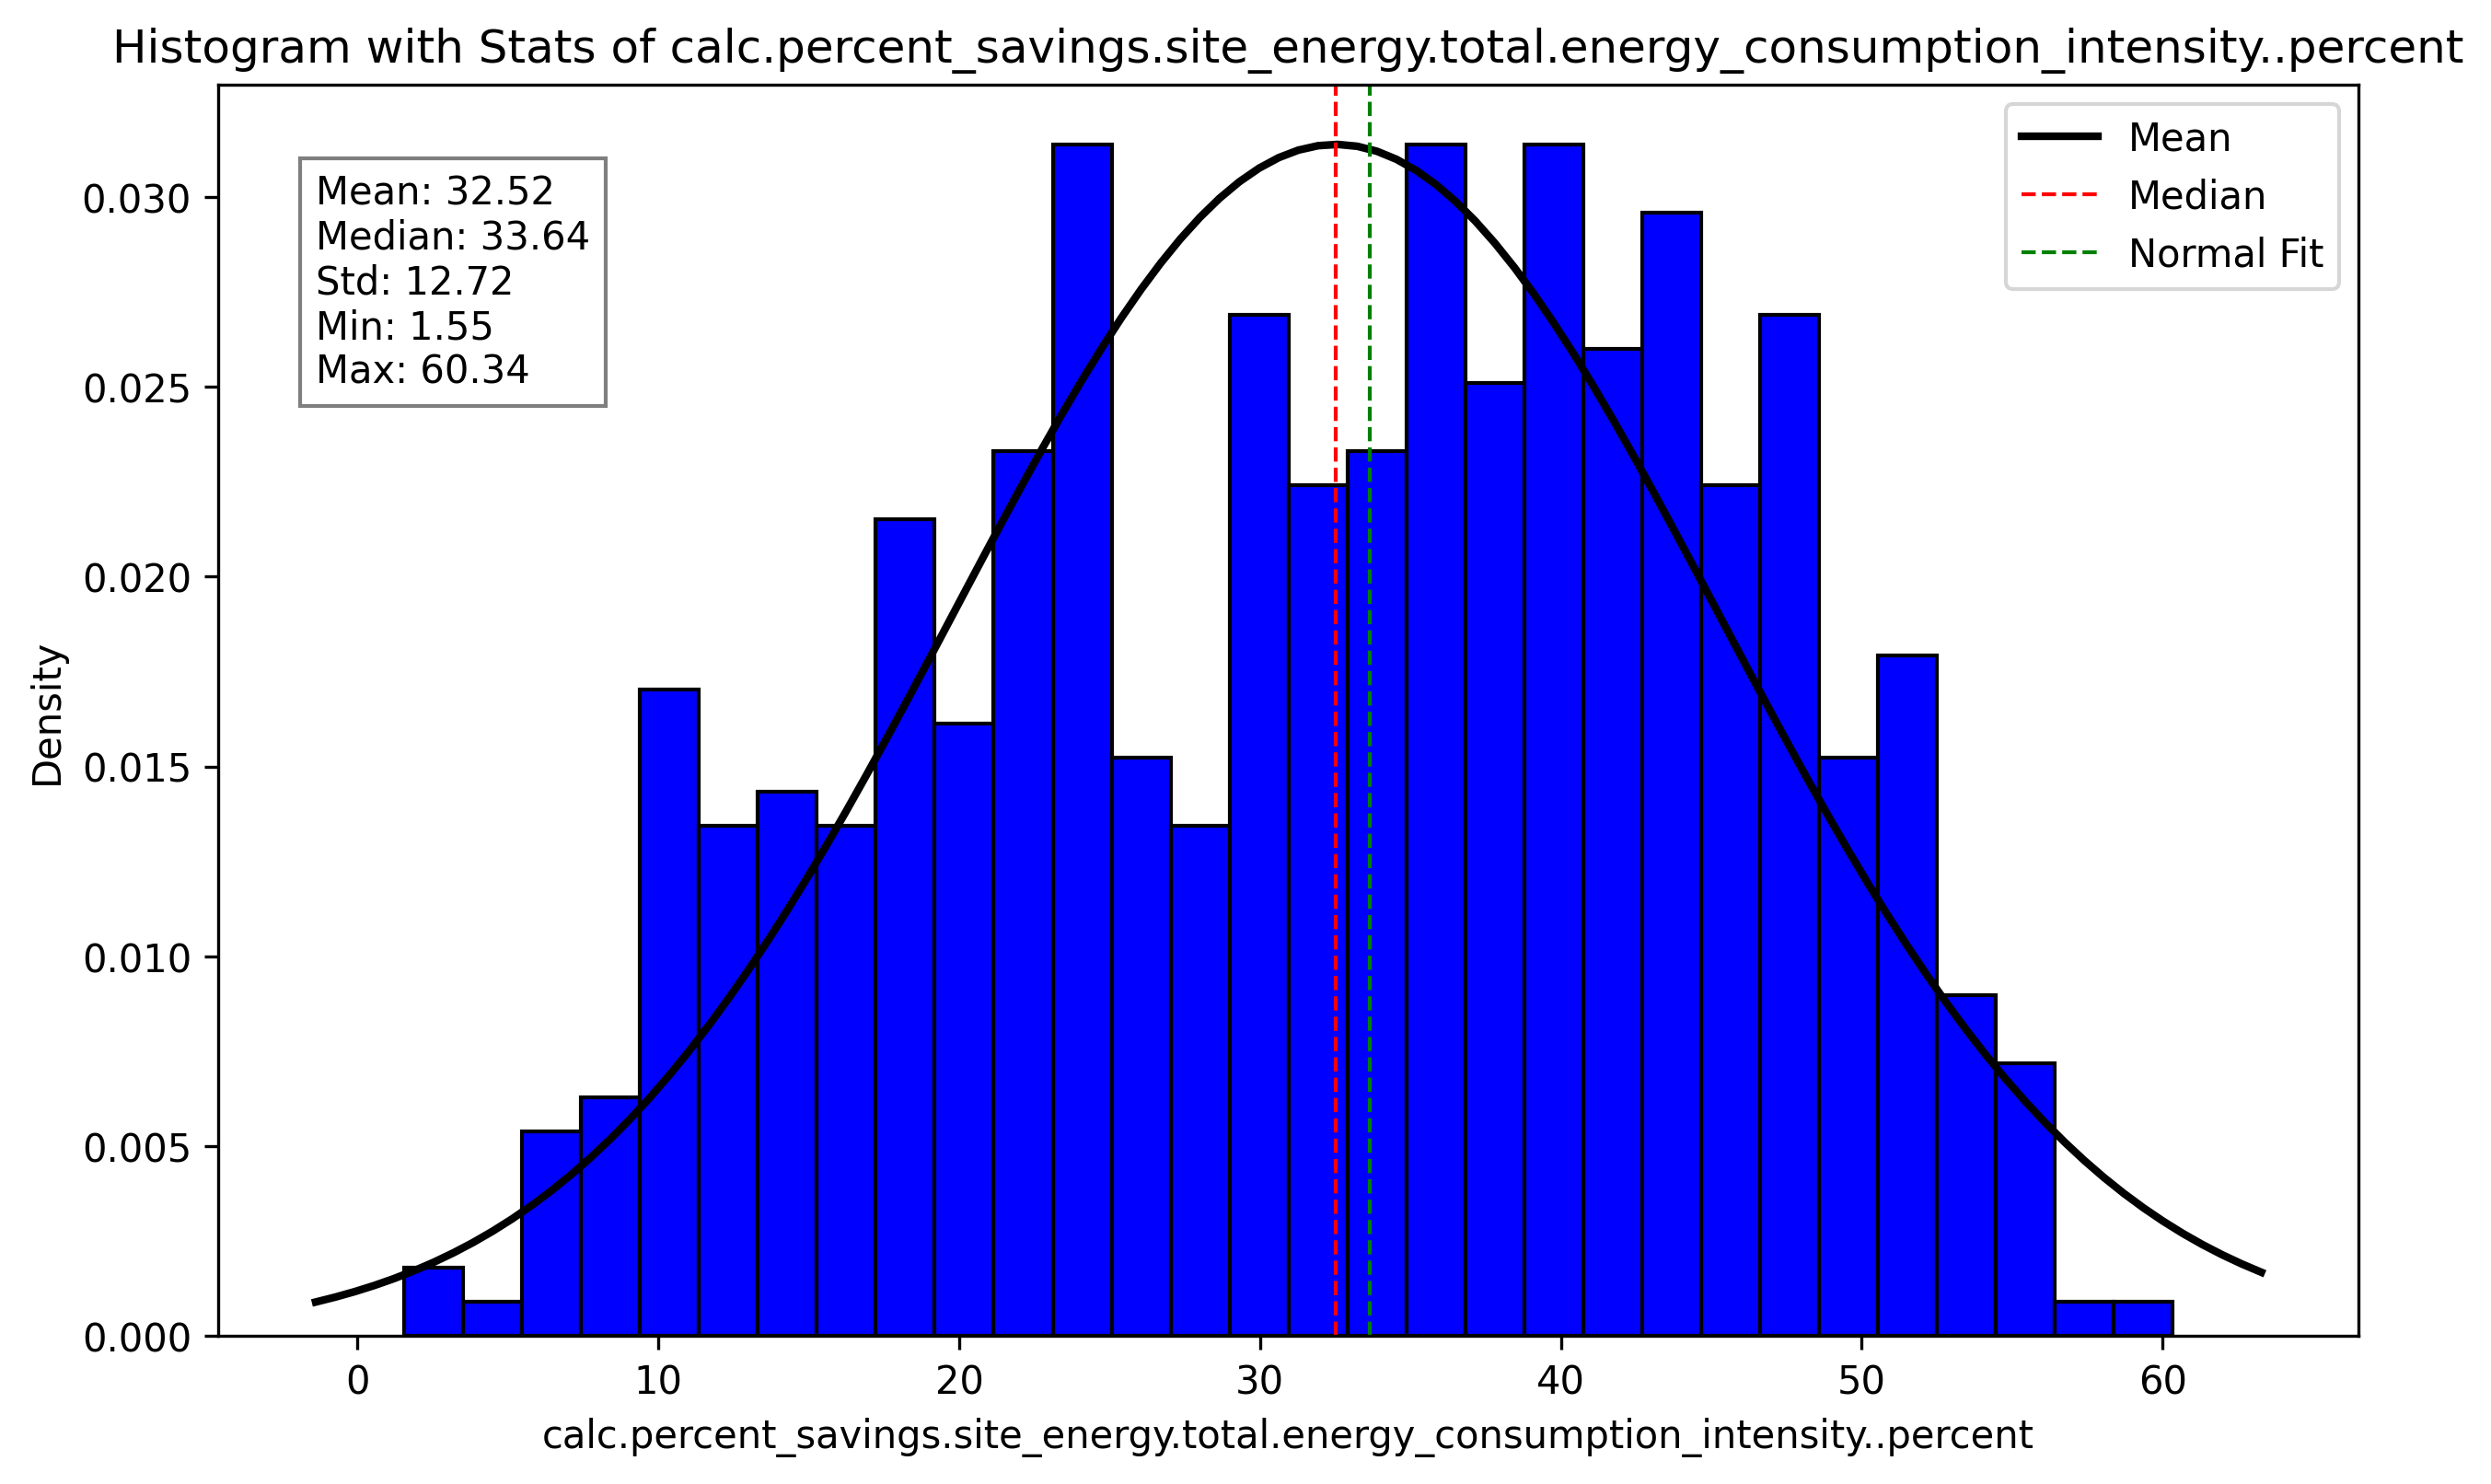 Histogram with Stats of calc.percent_savings.site_energy.total.energy_consumption_intensity..percent
Mean: 32.52
Median: 33.64
Std: 12.72
Min: 1.55
Max: 60.34
Mean
Median
Normal Fit
Density
0.030
0.025
0.020
0.015
0.010
0.005
0.000
0 10 20 30 40 50 60
calc.percent_savings.site_energy.total.energy_consumption_intensity..percent